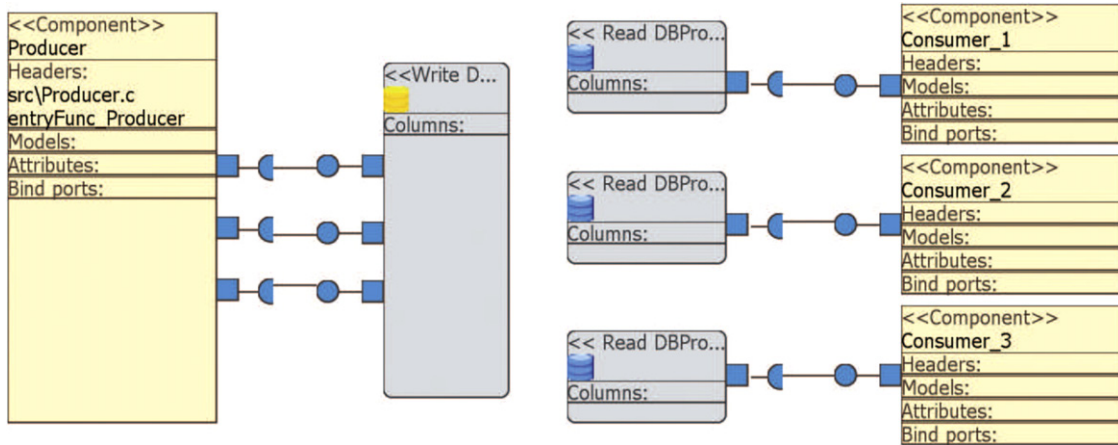 <<Component>>
Producer
Headers:
src\Producer.c
entryFunc_Producer
Models:
Attributes:
Bind ports:
<<Write D...
Columns:
<< Read DBPro...
Columns:
<< Read DBPro...
Columns:
<< Read DBPro...
Columns:
<<Component>>
Consumer_1
Headers:
Models:
Attributes:
Bind ports:
<<Component>>
Consumer_2
Headers:
Models:
Attributes:
Bind ports:
<<Component>>
Consumer_3
Headers:
Models:
Attributes:
Bind ports: